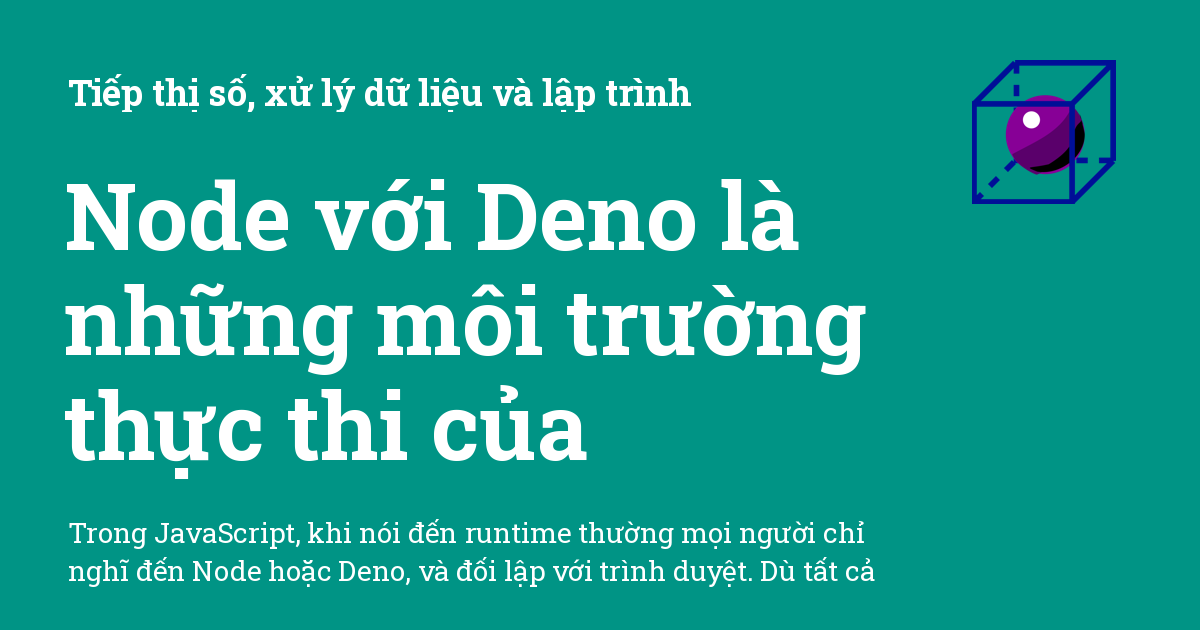 Tiếp thị số, xử lý dữ liệu và lập trình
Node với Deno là
những môi trường
thực thi của
Trong JavaScript, khi nói đến runtime thường mọi người chỉ
nghĩ đến Node hoặc Deno, và đối lập với trình duyệt. Dù tất cả